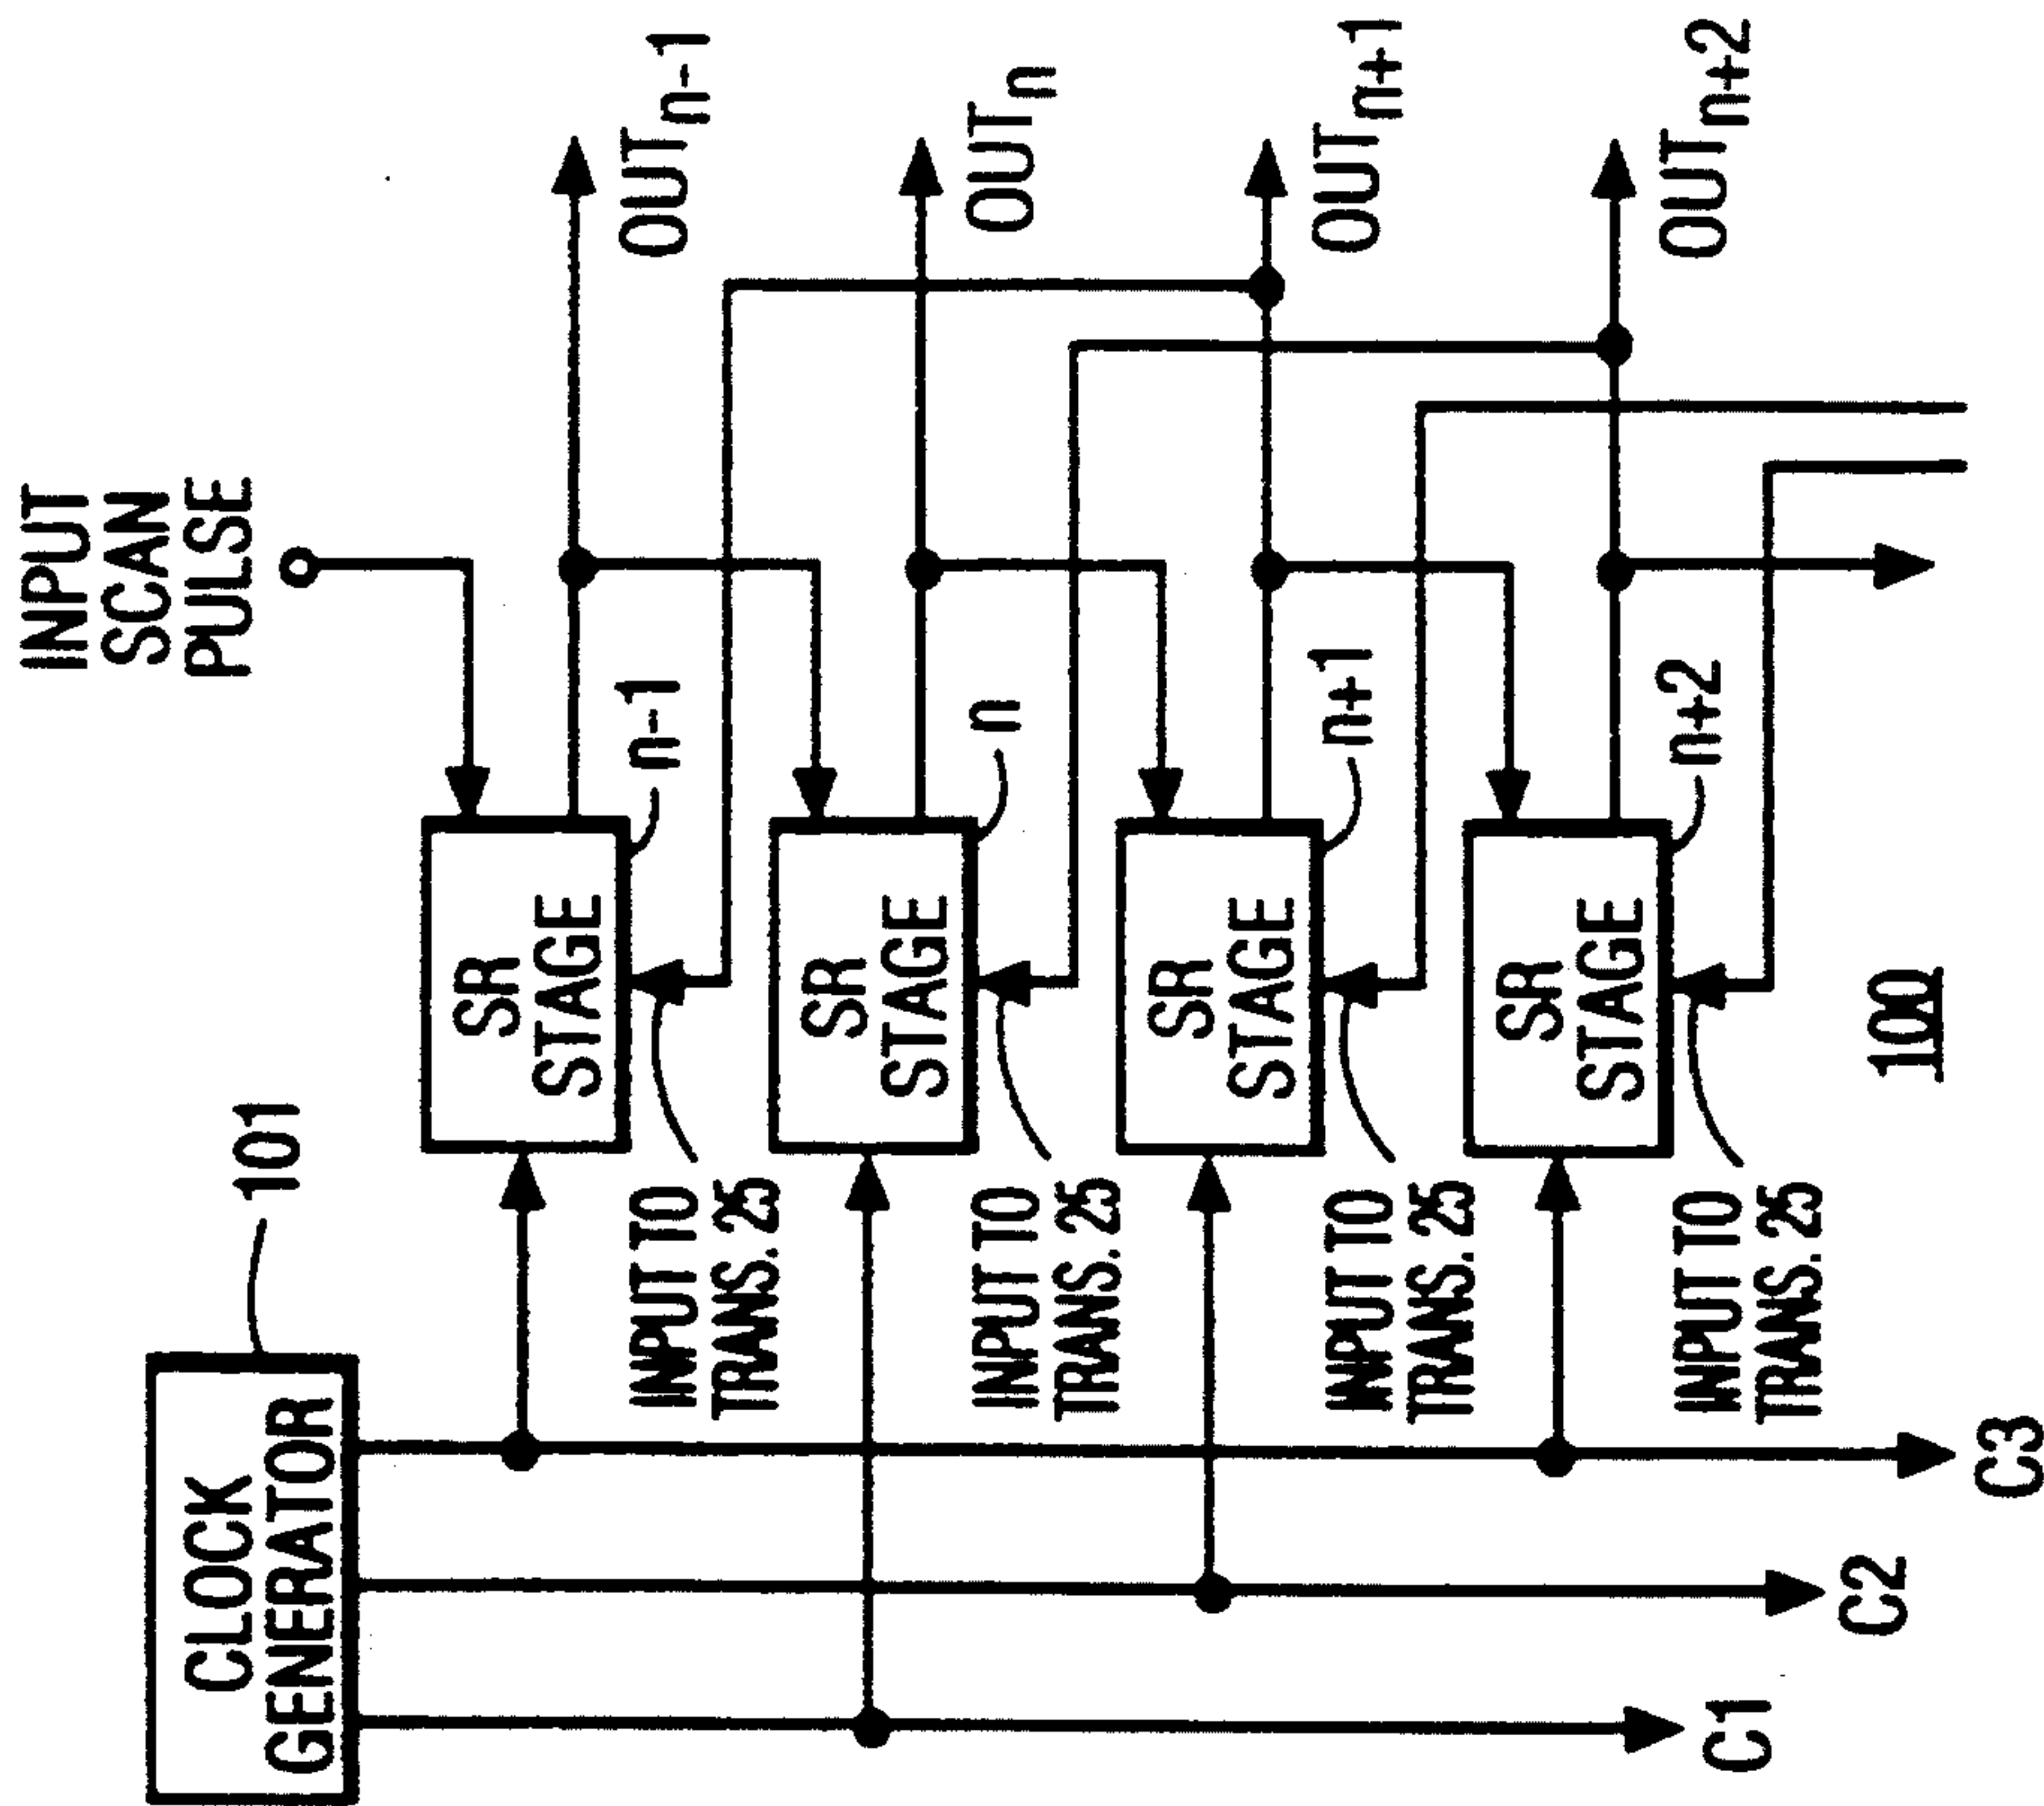 CLOCK
GENERATOR
101
INPUT
SCAN
PULSE
SR
STAGE
n-1
OUTn-1
INPUT TO
TRANS. 25
SR
STAGE
n
OUTn
INPUT TO
TRANS. 25
SR
STAGE
n+1
OUTn+1
INPUT TO
TRANS. 25
SR
STAGE
n+2
OUTn+2
INPUT TO
TRANS. 25
C1
C2
C3
100